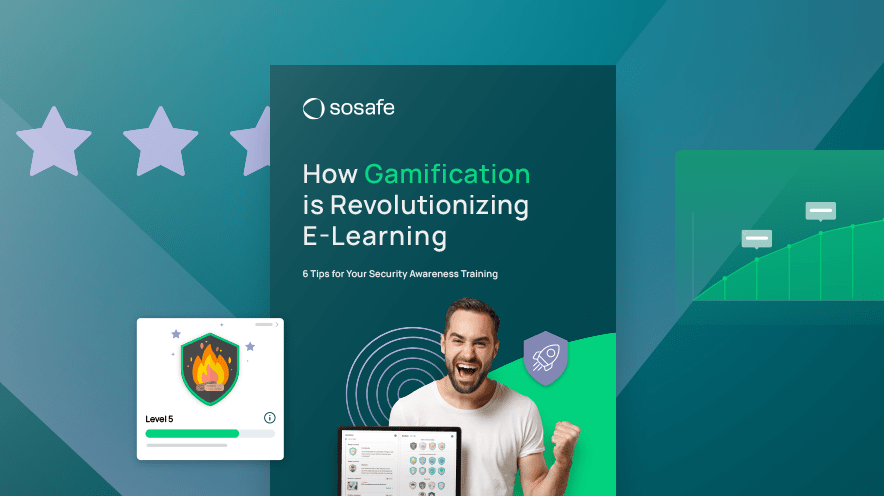 sosafe
How Gamification
is Revolutionizing
E-Learning
6 Tips for Your Security Awareness Training
Level 5